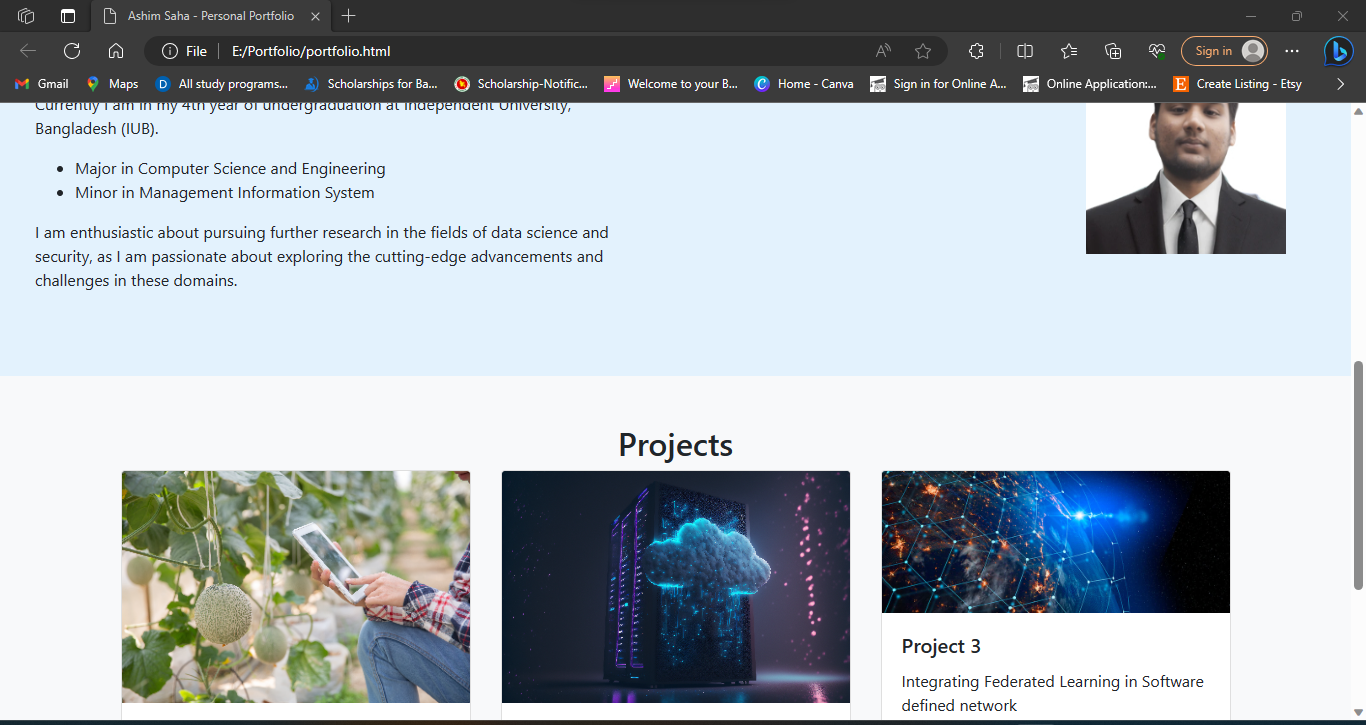 Ashim Saha - Personal Portfolio
File
E:/Portfolio/portfolio.html
Sign in
Gmail
Maps
All study programs...
Scholarships for Ba...
Scholarship-Notific...
Welcome to your B...
Home - Canva
Sign in for Online A...
Online Application:...
Create Listing - Etsy
Currently I am in my 4th year of undergraduation at Independent University,
Bangladesh (IUB).
Major in Computer Science and Engineering
Minor in Management Information System
I am enthusiastic about pursuing further research in the fields of data science and
security, as I am passionate about exploring the cutting-edge advancements and
challenges in these domains.
Projects
Project 3
Integrating Federated Learning in Software
defined network